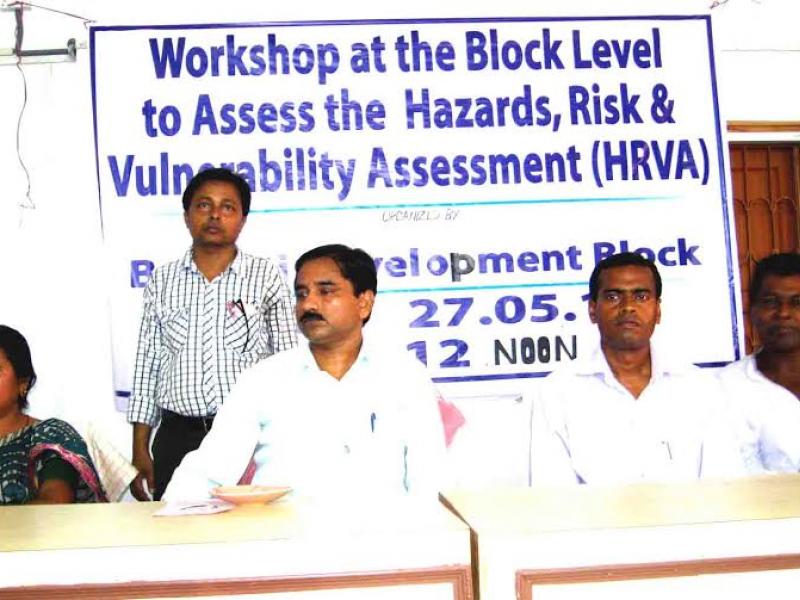 Workshop at the Block Level
to Assess the Hazards, Risk &
Vulnerability Assessment (HRVA)
ORGANIZED BY
Development Block
27.05.1
12 NOON